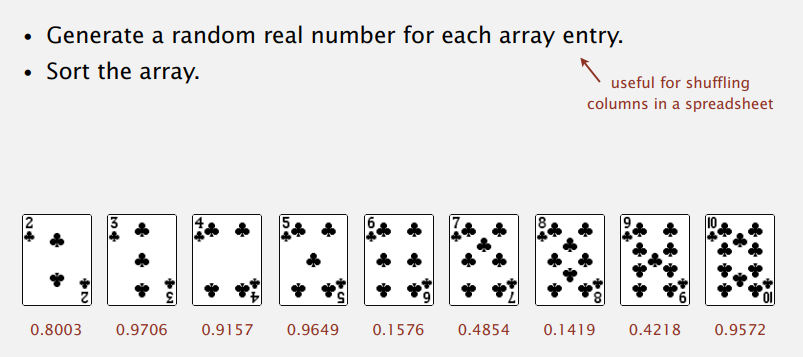 • Generate a random real number for each array entry.
• Sort the array.
useful for shuffling
columns in a spreadsheet
2 3 4 5 6 7 8 9 10
2 3 4 5 6 7 8 9 10
0.8003 0.9706 0.9157 0.9649 0.1576 0.4854 0.1419 0.4218 0.9572